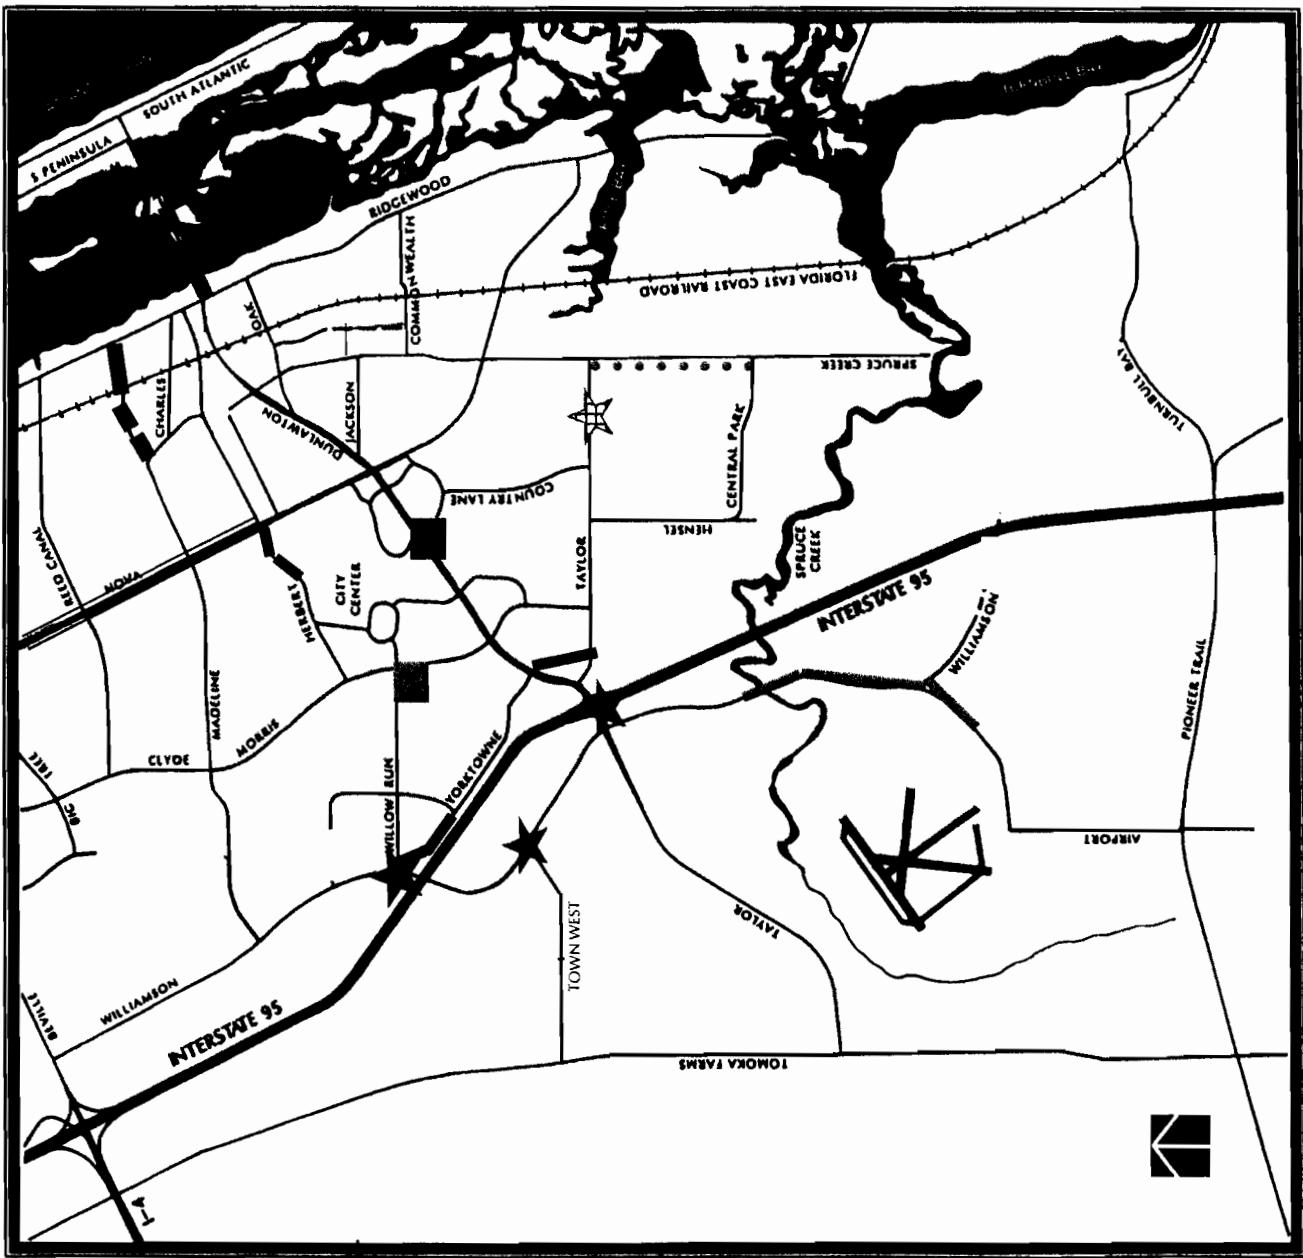 SOUTH ATLANTIC
S PENINSULA
RIDGEWOOD
COMMONWEALTH
FLORIDA EAST COAST RAILROAD
OAK
SPRUCE CREEK
CHARLES
JACKSON
DUNLAWTON
CENTRAL PARK
TURNBULL BAY
COUNTRY LANE
HENSEL
REED CANAL
NOVA
HERBERT
CITY
CENTER
TAYLOR
SPRUCE
CREEK
INTERSTATE 95
WILLIAMSON
PIONEER TRAIL
MADELINE
MORRIS
CLYDE
BIG
TREE
WILLOW RUN
YORKTOWNE
AIRPORT
TAYLOR
TOWN WEST
BEVILLE
WILLIAMSON
INTERSTATE 95
TOMOKA FARMS
I-4